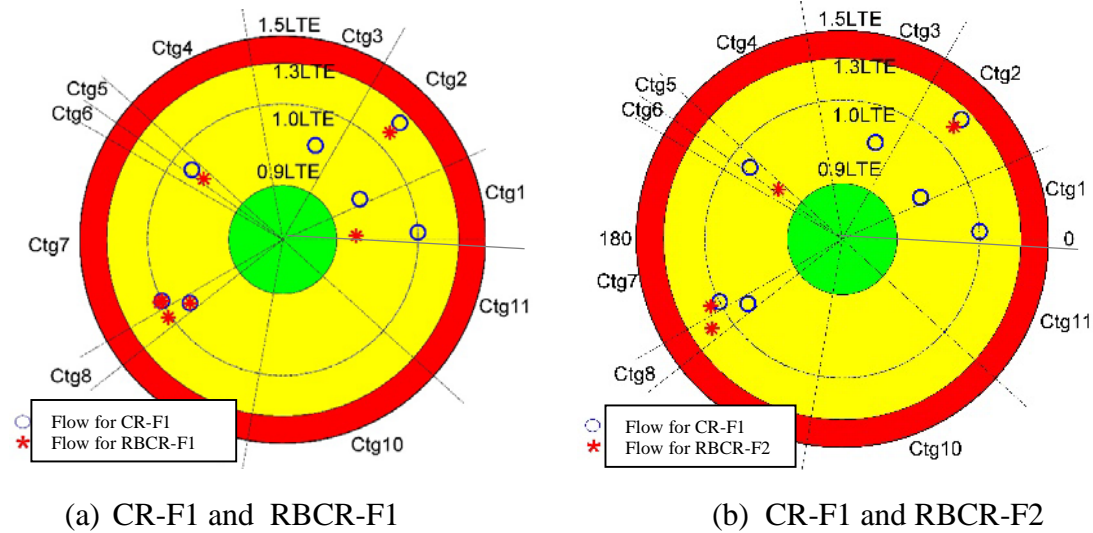 1.5LTE
Ctg4
Ctg3
1.3LTE
Ctg2
Ctg5
Ctg6
1.0LTE
0.9LTE
Ctg1
Ctg7
Ctg11
Ctg8
Ctg10
Flow for CR-F1
Flow for RBCR-F1
(a) CR-F1 and RBCR-F1
1.5LTE
Ctg4
Ctg3
1.3LTE
Ctg2
Ctg5
Ctg6
1.0LTE
0.9LTE
Ctg1
180
0
Ctg7
Ctg11
Ctg8
Ctg10
Flow for CR-F1
Flow for RBCR-F2
(b) CR-F1 and RBCR-F2